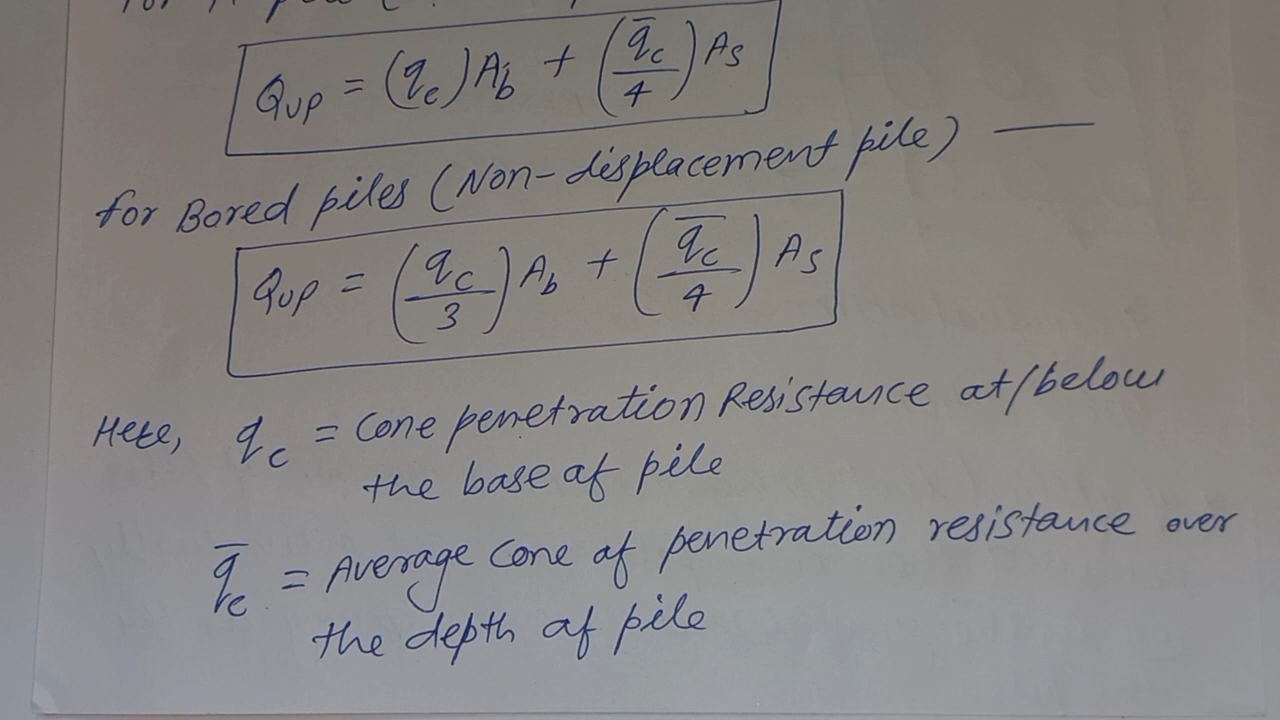 Qup = (qc) Ab + (q̅c/4) As
for Bored piles (Non-displacement pile) —
Qup = (qc/3) Ab + (q̅c/4) As
Here, qc = Cone penetration Resistance at/below
the base of pile
q̅c = Average Cone of penetration resistance over
the depth of pile